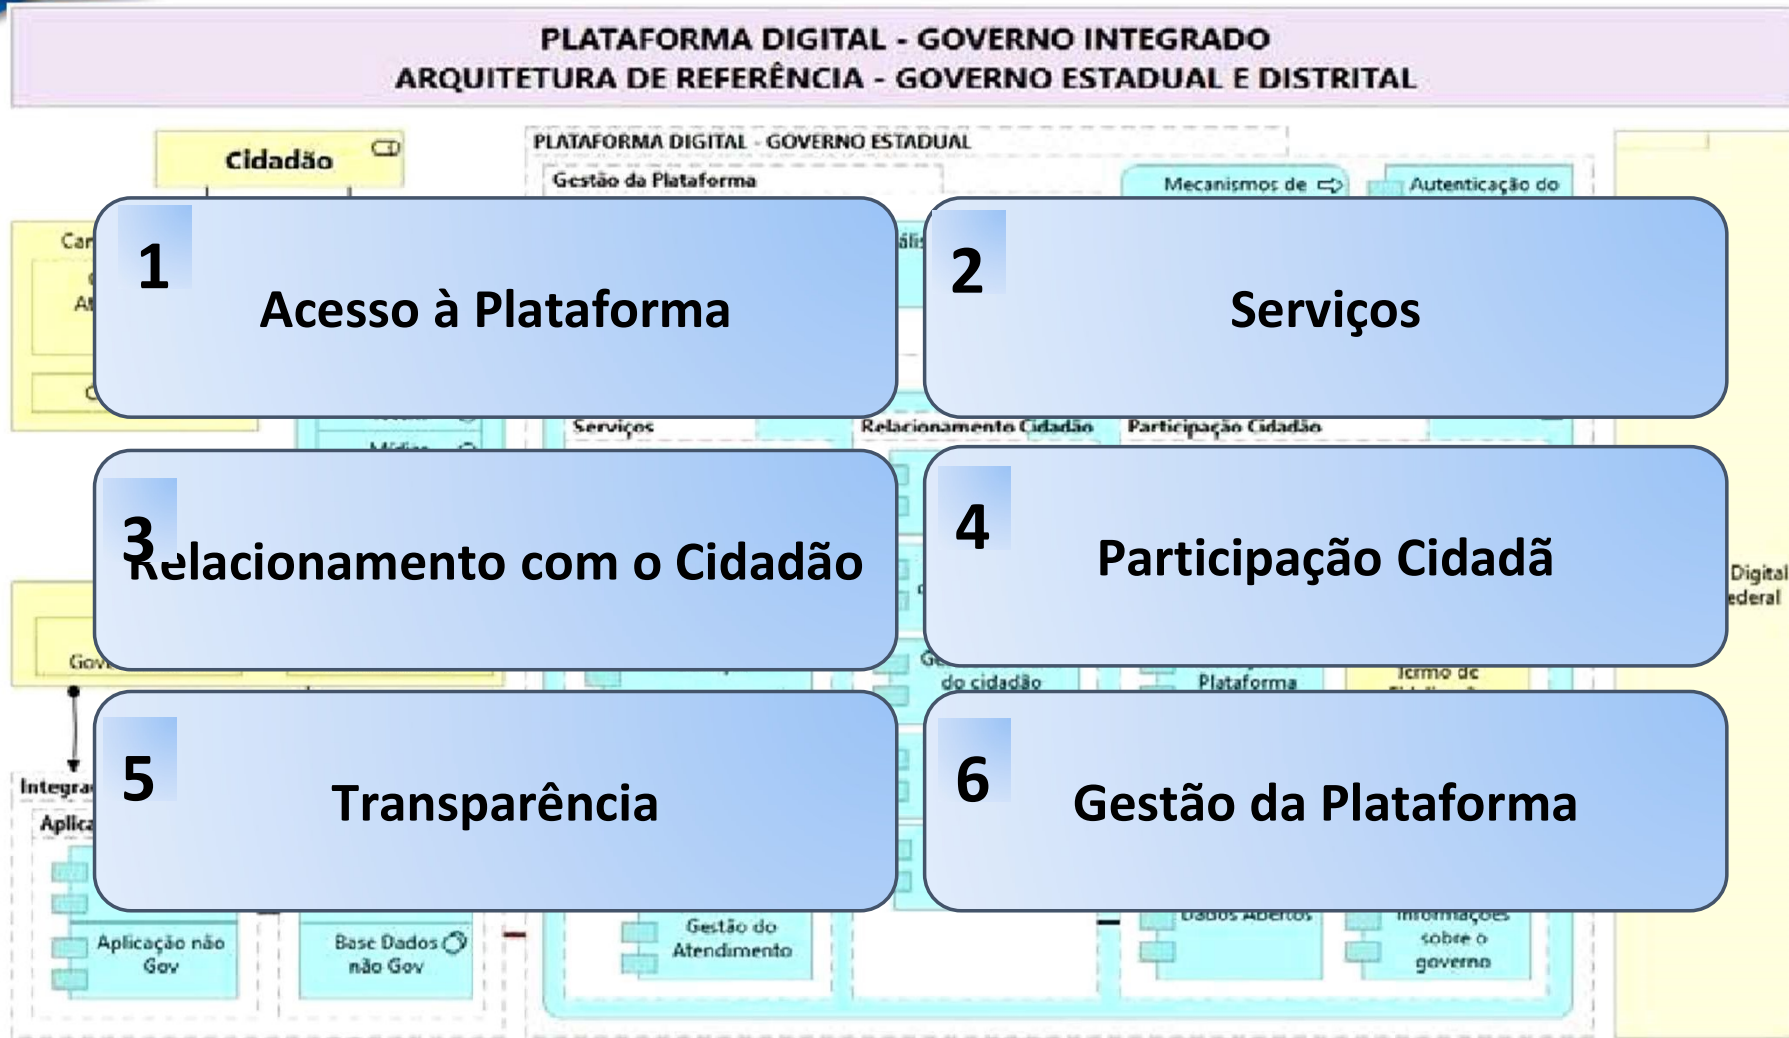 PLATAFORMA DIGITAL - GOVERNO INTEGRADO
ARQUITETURA DE REFERÊNCIA - GOVERNO ESTADUAL E DISTRITAL
Cidadão
PLATAFORMA DIGITAL - GOVERNO ESTADUAL
Gestão da Plataforma
Mecanismos de
Autenticação do
1
Acesso à Plataforma
2
Serviços
Serviços
Relacionamento Cidadão
Participação Cidadão
3
Relacionamento com o Cidadão
4
Participação Cidadã
Digital
do cidadão
Plataforma
Termo de
5
Transparência
6
Gestão da Plataforma
Dados Abertos
Informações
sobre o
governo
Gestão do
Atendimento
Aplicação não
Gov
Base Dados
não Gov